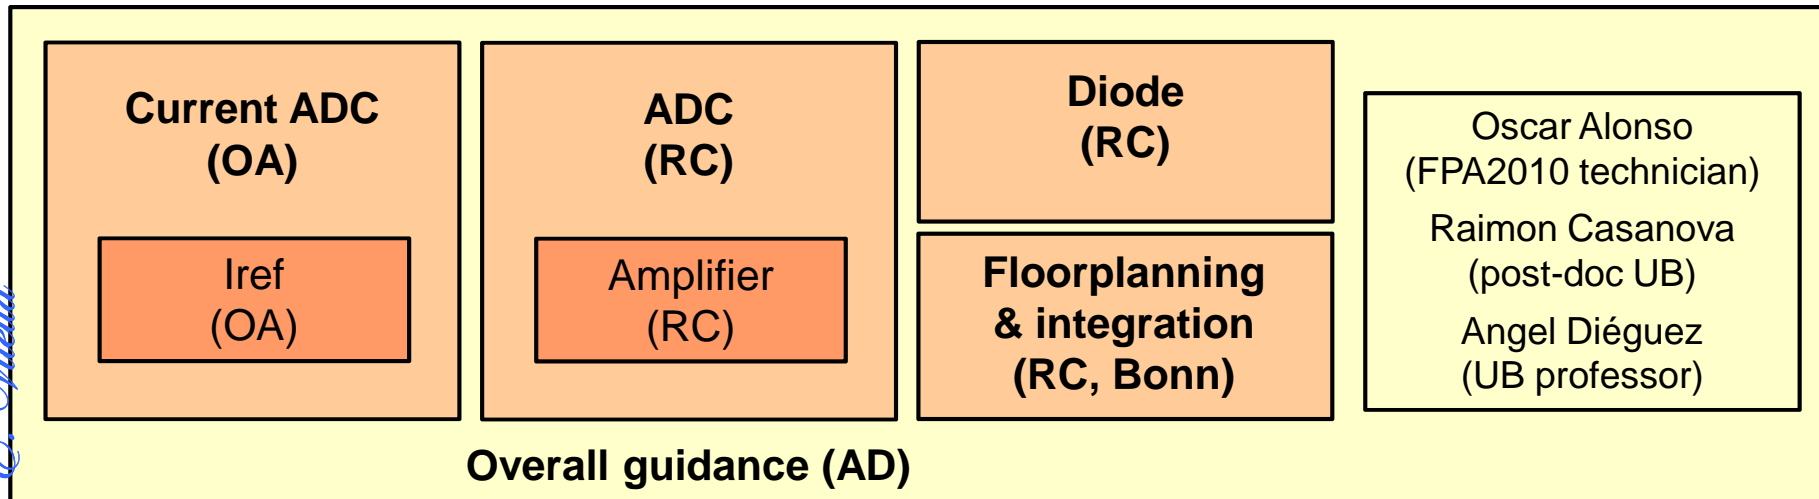 Current ADC
(OA)
Iref
(OA)
ADC
(RC)
Amplifier
(RC)
Diode
(RC)
Floorplanning
& integration
(RC, Bonn)
Oscar Alonso
(FPA2010 technician)
Raimon Casanova
(post-doc UB)
Angel Diéguez
(UB professor)
Overall guidance (AD)